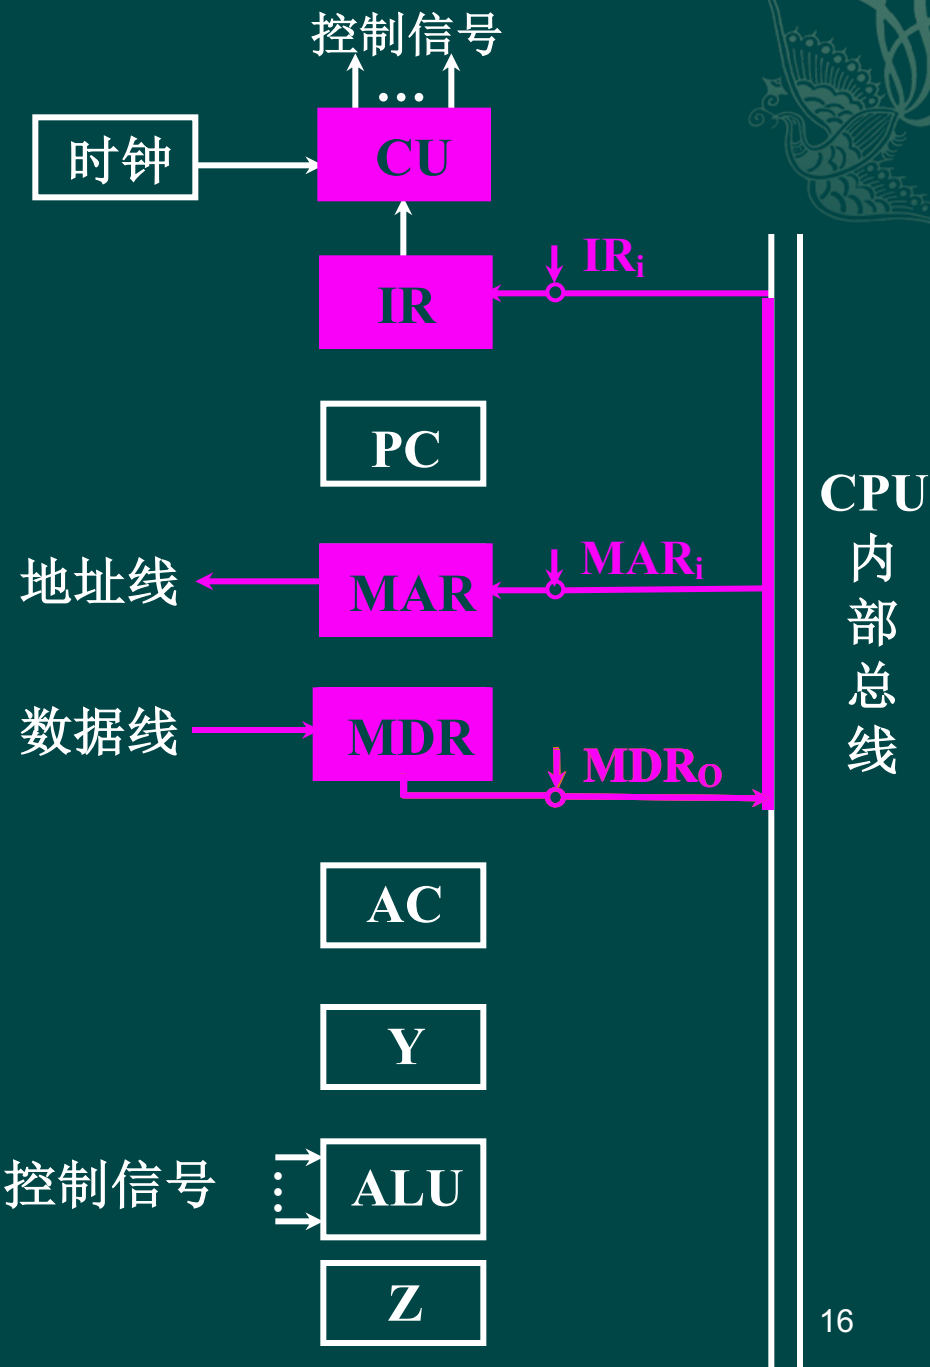 控制信号
…
时钟
CU
IRi
IR
PC
CPU
内
部
总
线
MARi
地址线
MAR
数据线
MDR
MDRO
AC
Y
控制信号
ALU
Z
16